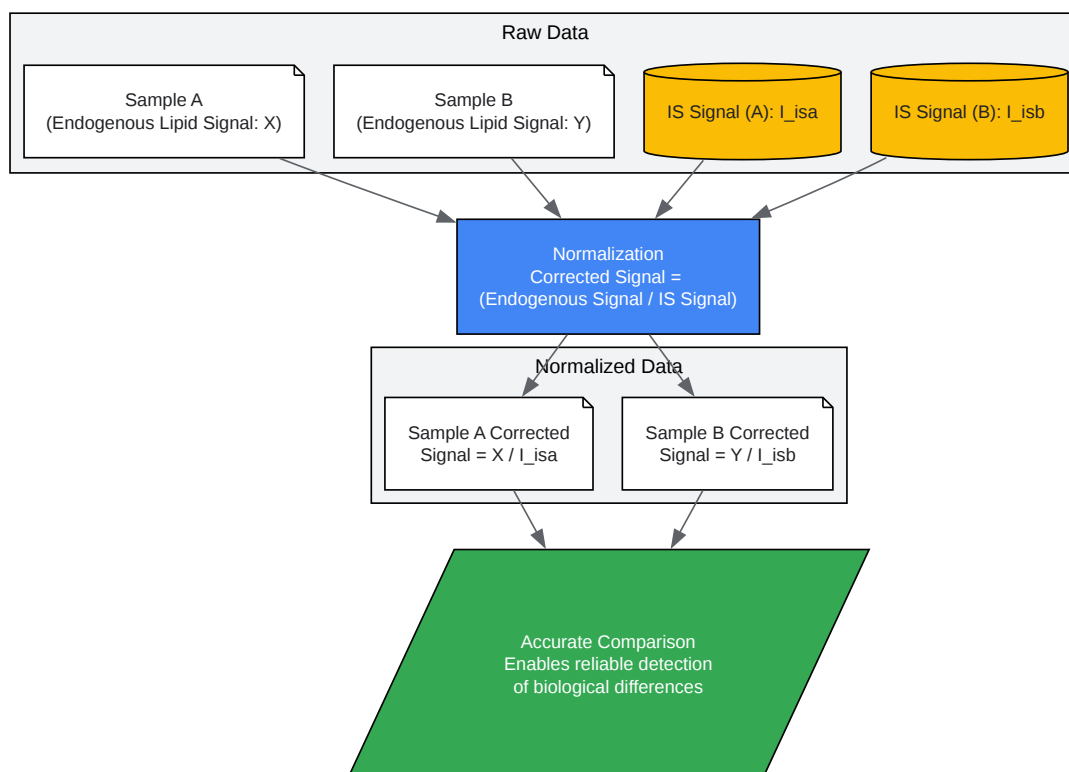 Raw Data
Sample A
(Endogenous Lipid Signal: X)
Sample B
(Endogenous Lipid Signal: Y)
IS Signal (A): I_isa
IS Signal (B): I_isb
Normalization
Corrected Signal =
(Endogenous Signal / IS Signal)
Normalized Data
Sample A Corrected
Signal = X / I_isa
Sample B Corrected
Signal = Y / I_isb
Accurate Comparison
Enables reliable detection
of biological differences